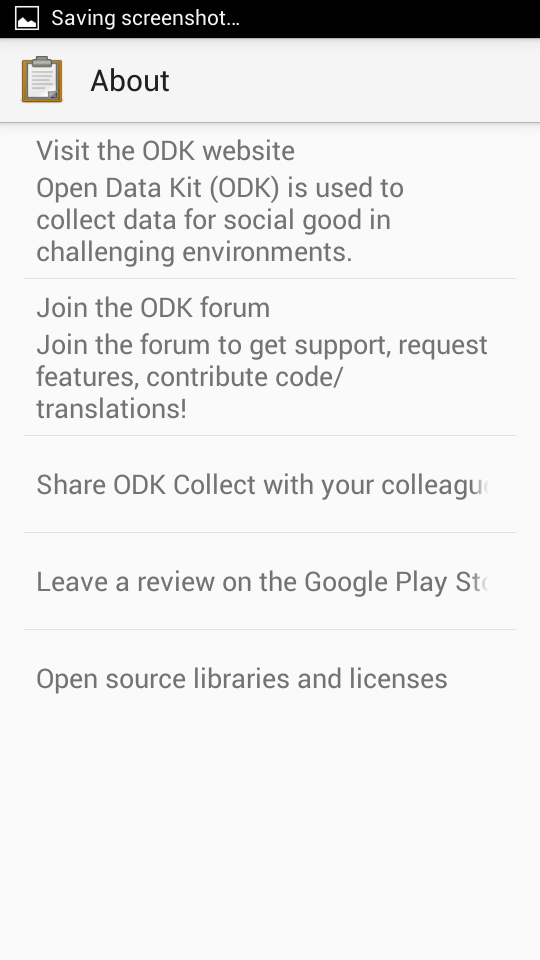 Saving screenshot...
About
Visit the ODK website
Open Data Kit (ODK) is used to
collect data for social good in
challenging environments.
Join the ODK forum
Join the forum to get support, request
features, contribute code/
translations!
Share ODK Collect with your colleagu
Leave a review on the Google Play Sto
Open source libraries and licenses